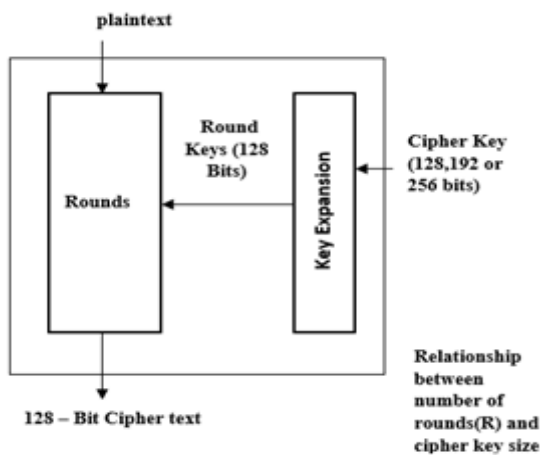 plaintext
Round
Keys (128
Bits)
Rounds
Key Expansion
Cipher Key
(128,192 or
256 bits)
128 – Bit Cipher text
Relationship
between
number of
rounds(R) and
cipher key size